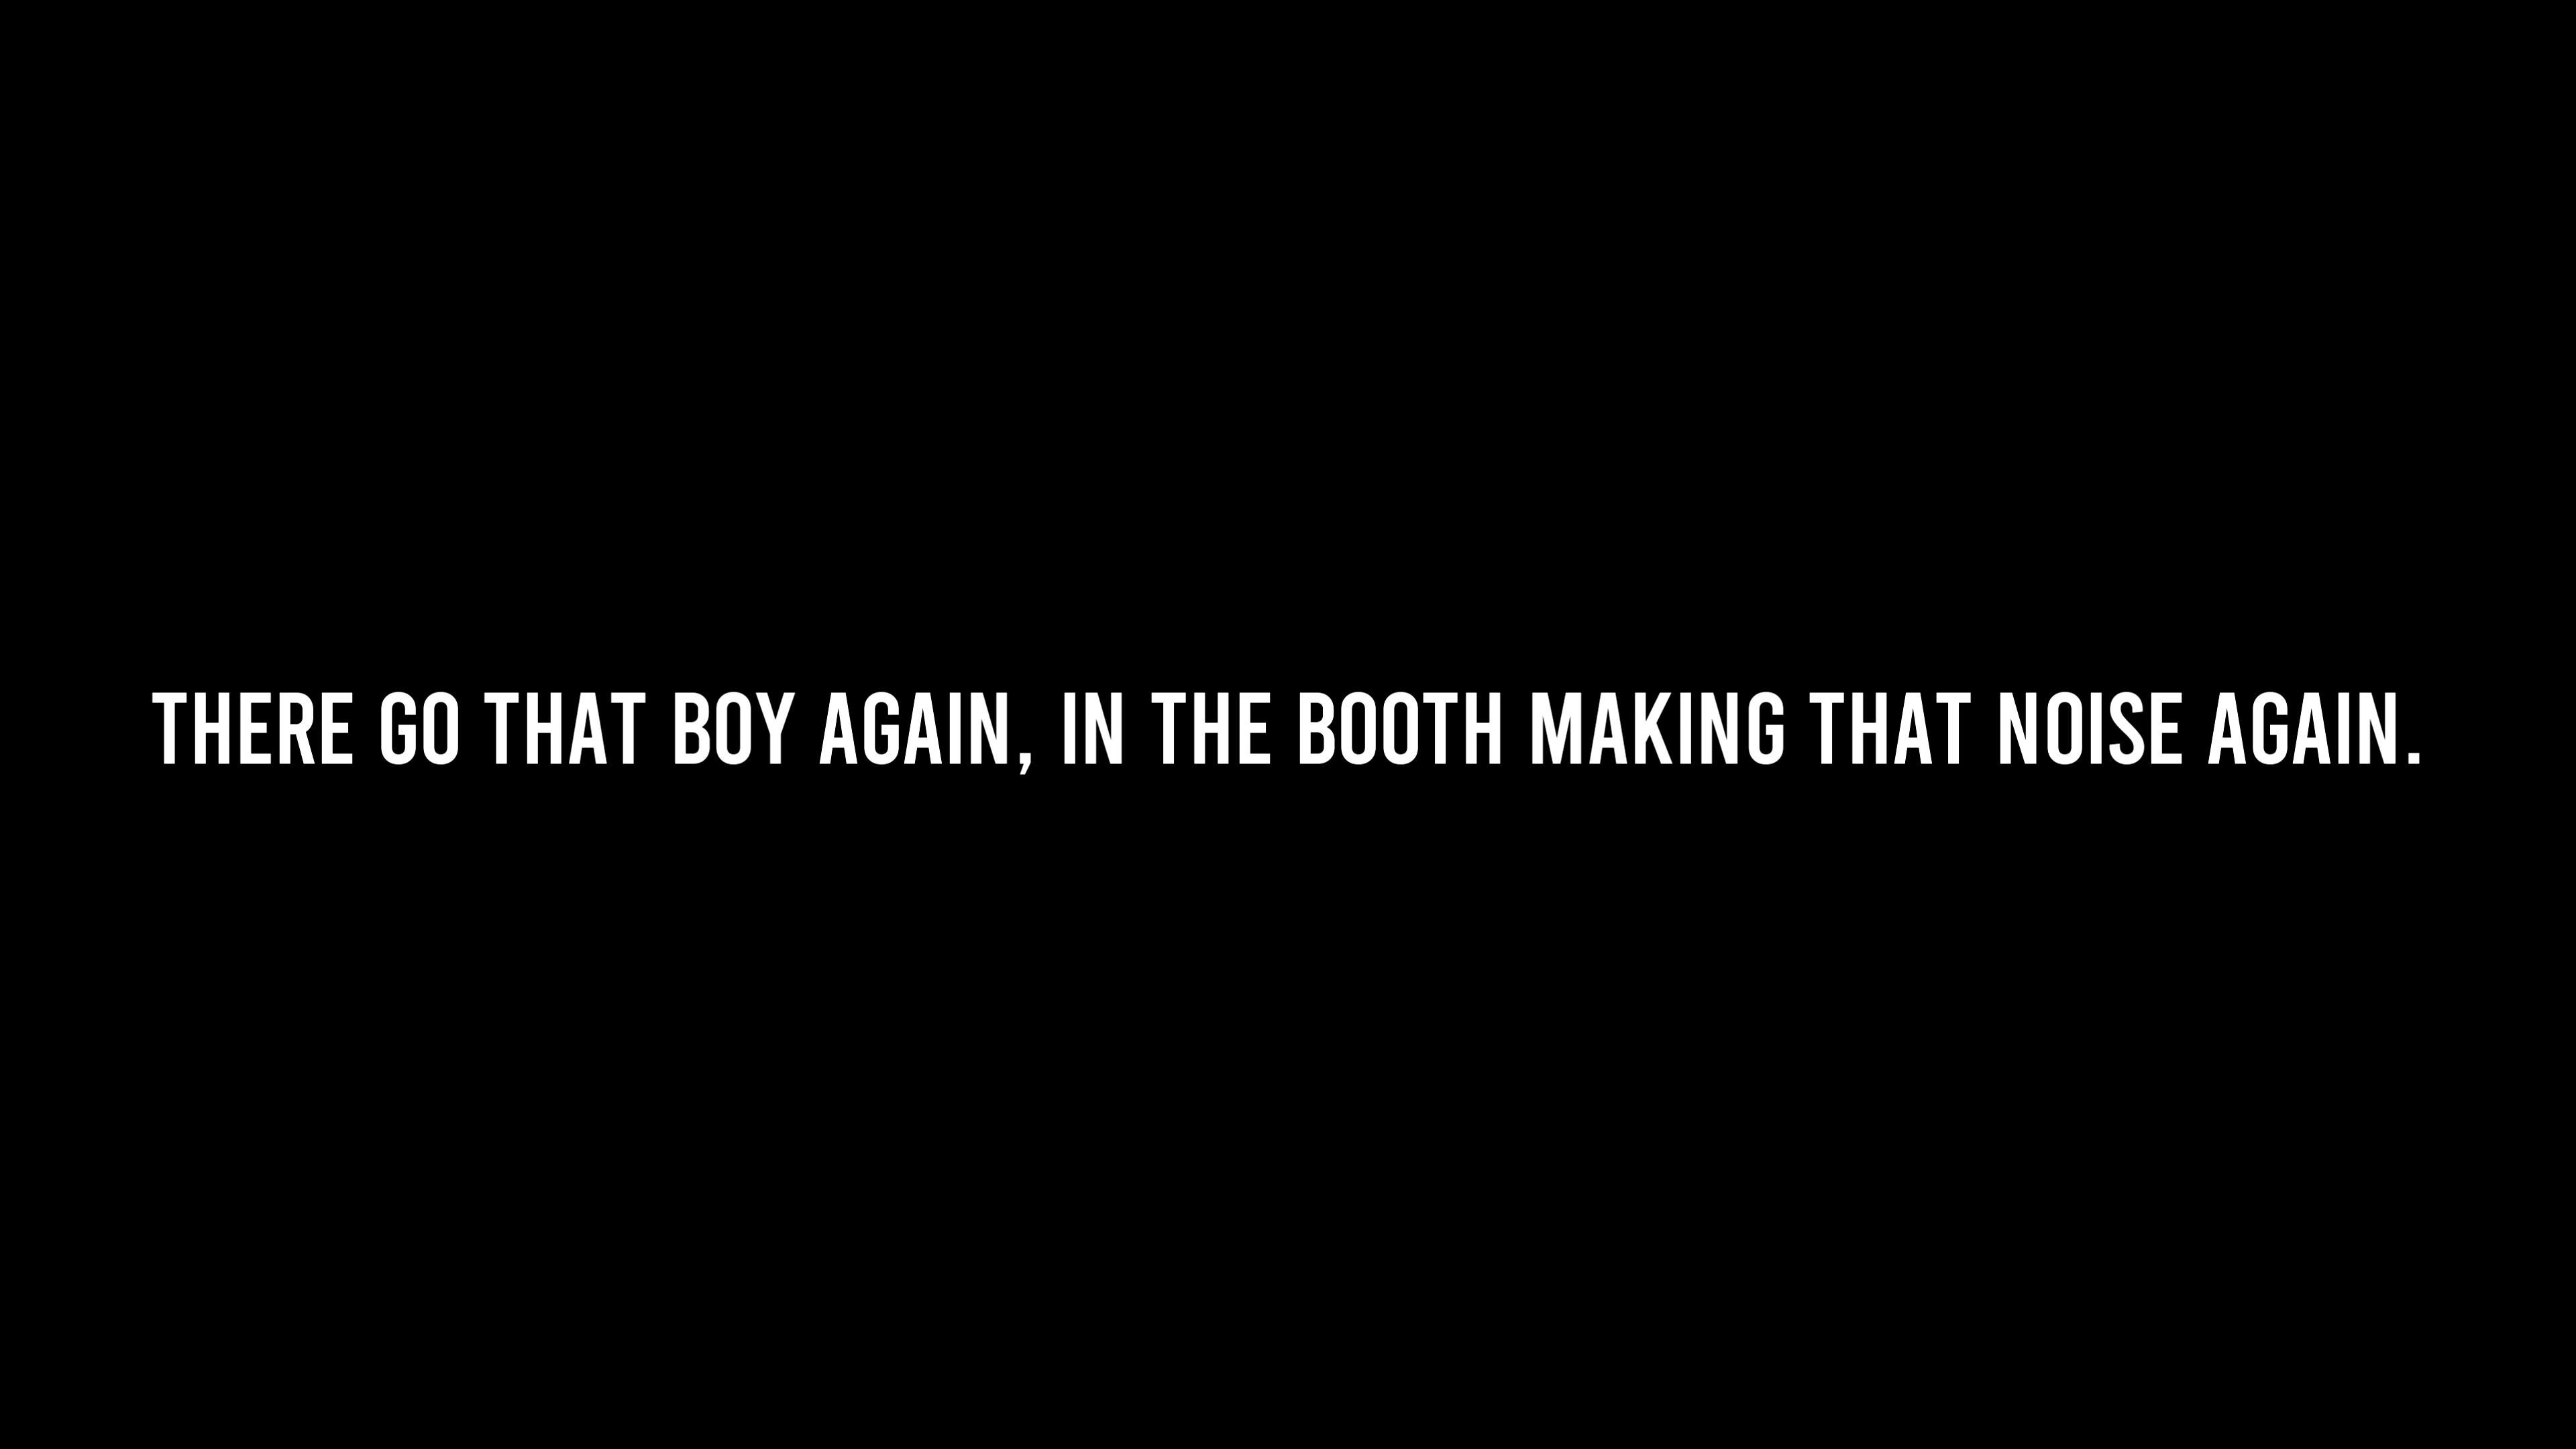 THERE GO THAT BOY AGAIN, IN THE BOOTH MAKING THAT NOISE AGAIN.